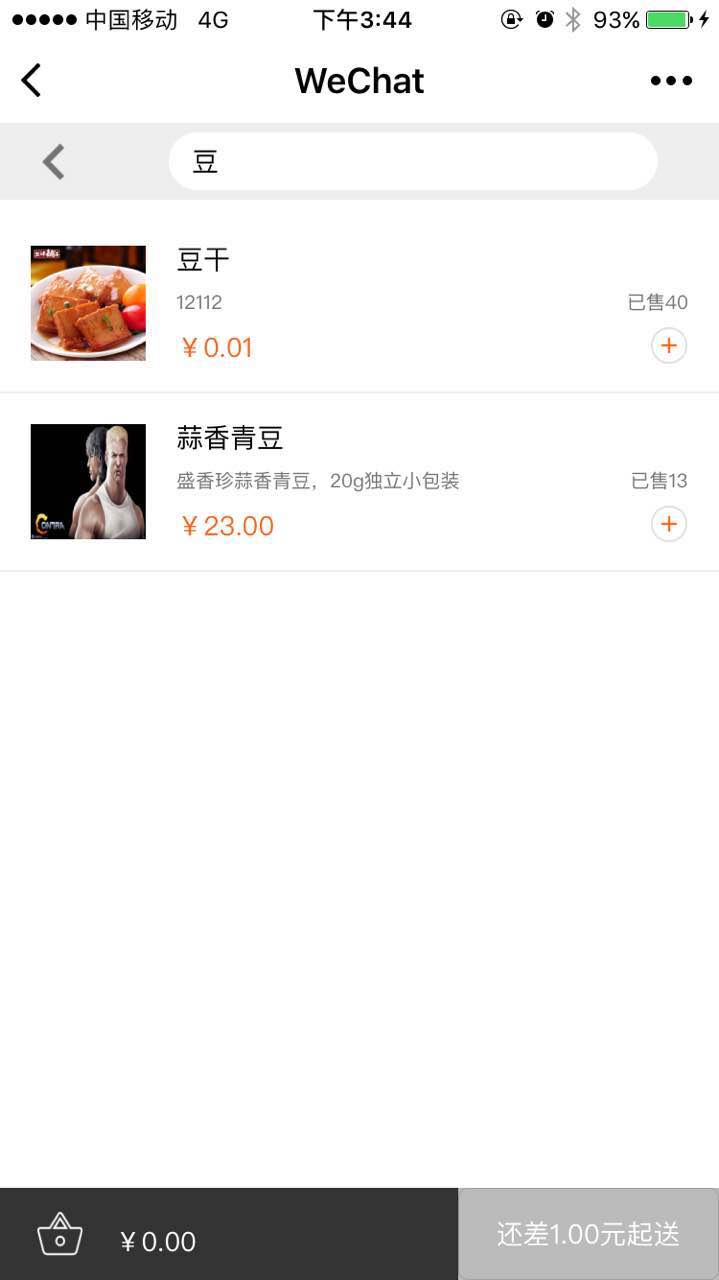 中国移动 4G 下午3:44 93%
WeChat
豆
豆干
12112 已售40
￥0.01
蒜香青豆
盛香珍蒜香青豆，20g独立小包装 已售13
CONTRA
￥23.00
￥0.00 还差1.00元起送